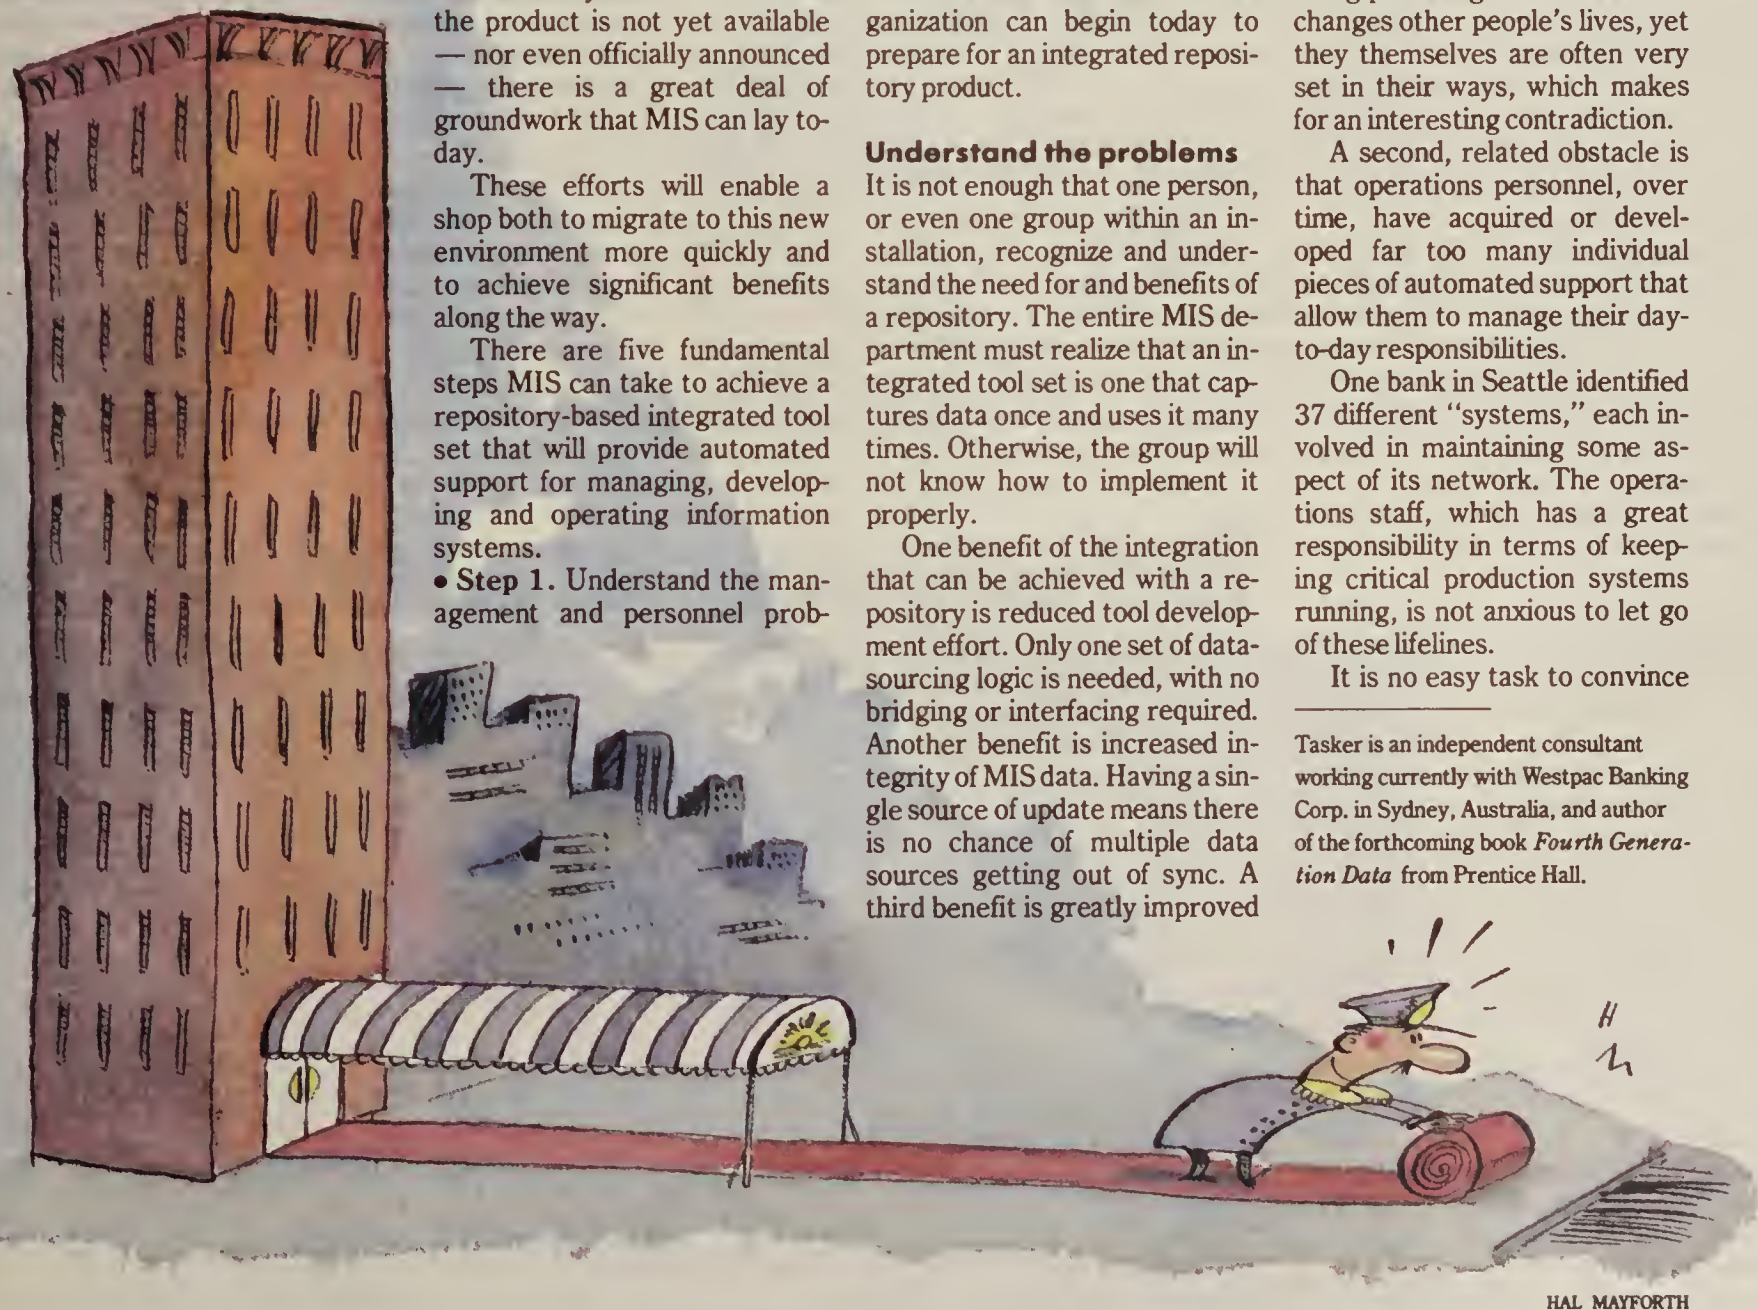 the product is not yet available
— nor even officially announced
— there is a great deal of
groundwork that MIS can lay to-
day.
These efforts will enable a
shop both to migrate to this new
environment more quickly and
to achieve significant benefits
along the way.
There are five fundamental
steps MIS can take to achieve a
repository-based integrated tool
set that will provide automated
support for managing, develop-
ing and operating information
systems.
• Step 1. Understand the man-
agement and personnel prob-
ganization can begin today to
prepare for an integrated reposi-
tory product.
Understand the problems
It is not enough that one person,
or even one group within an in-
stallation, recognize and under-
stand the need for and benefits of
a repository. The entire MIS de-
partment must realize that an in-
tegrated tool set is one that cap-
tures data once and uses it many
times. Otherwise, the group will
not know how to implement it
properly.
One benefit of the integration
that can be achieved with a re-
pository is reduced tool develop-
ment effort. Only one set of data-
sourcing logic is needed, with no
bridging or interfacing required.
Another benefit is increased in-
tegrity of MIS data. Having a sin-
gle source of update means there
is no chance of multiple data
sources getting out of sync. A
third benefit is greatly improved
changes other people's lives, yet
they themselves are often very
set in their ways, which makes
for an interesting contradiction.
A second, related obstacle is
that operations personnel, over
time, have acquired or devel-
oped far too many individual
pieces of automated support that
allow them to manage their day-
to-day responsibilities.
One bank in Seattle identified
37 different "systems," each in-
volved in maintaining some as-
pect of its network. The opera-
tions staff, which has a great
responsibility in terms of keep-
ing critical production systems
running, is not anxious to let go
of these lifelines.
It is no easy task to convince
Tasker is an independent consultant
working currently with Westpac Banking
Corp. in Sydney, Australia, and author
of the forthcoming book Fourth Genera-
tion Data from Prentice Hall.
HAL MAYFORTH